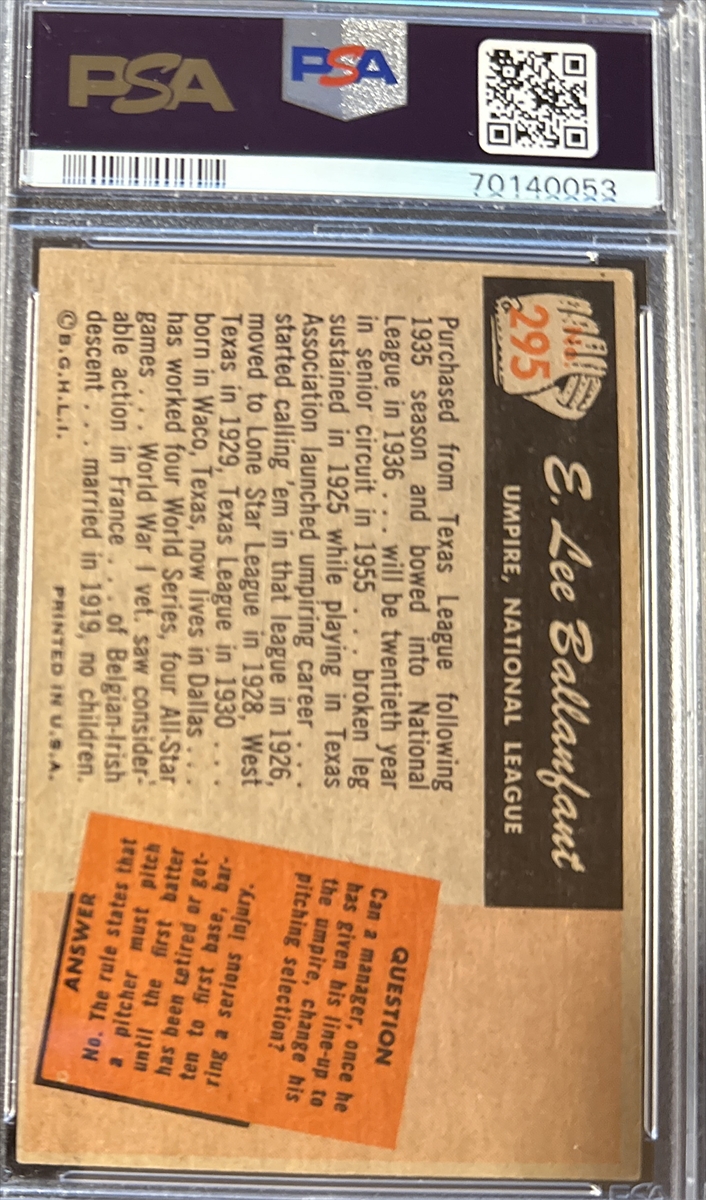 PSA
PSA
70140053
No.
295
E. Lee Ballanfant
UMPIRE, NATIONAL LEAGUE
Purchased from Texas League following
1935 season and bowed into National
League in 1936 . . . will be twentieth year
in senior circuit in 1955 . . . broken leg
sustained in 1925 while playing in Texas
Association launched umpiring career . . .
started calling 'em in that league in 1926,
moved to Lone Star League in 1928, West
Texas in 1929, Texas League in 1930 . . .
born in Waco, Texas, now lives in Dallas . . .
has worked four World Series, four All-Star
games . . . World War I vet. saw consider-
able action in France . . . of Belgian-Irish
descent . . . married in 1919, no children.
©B.G.H.L.I.
PRINTED IN U.S.A.
QUESTION
Can a manager, once he
has given his line-up to
the umpire, change his
pitching selection?
ANSWER
No. The rule states that
a pitcher must pitch
until the first batter
has been retired or got-
ten to first base, bar-
ring a serious injury.